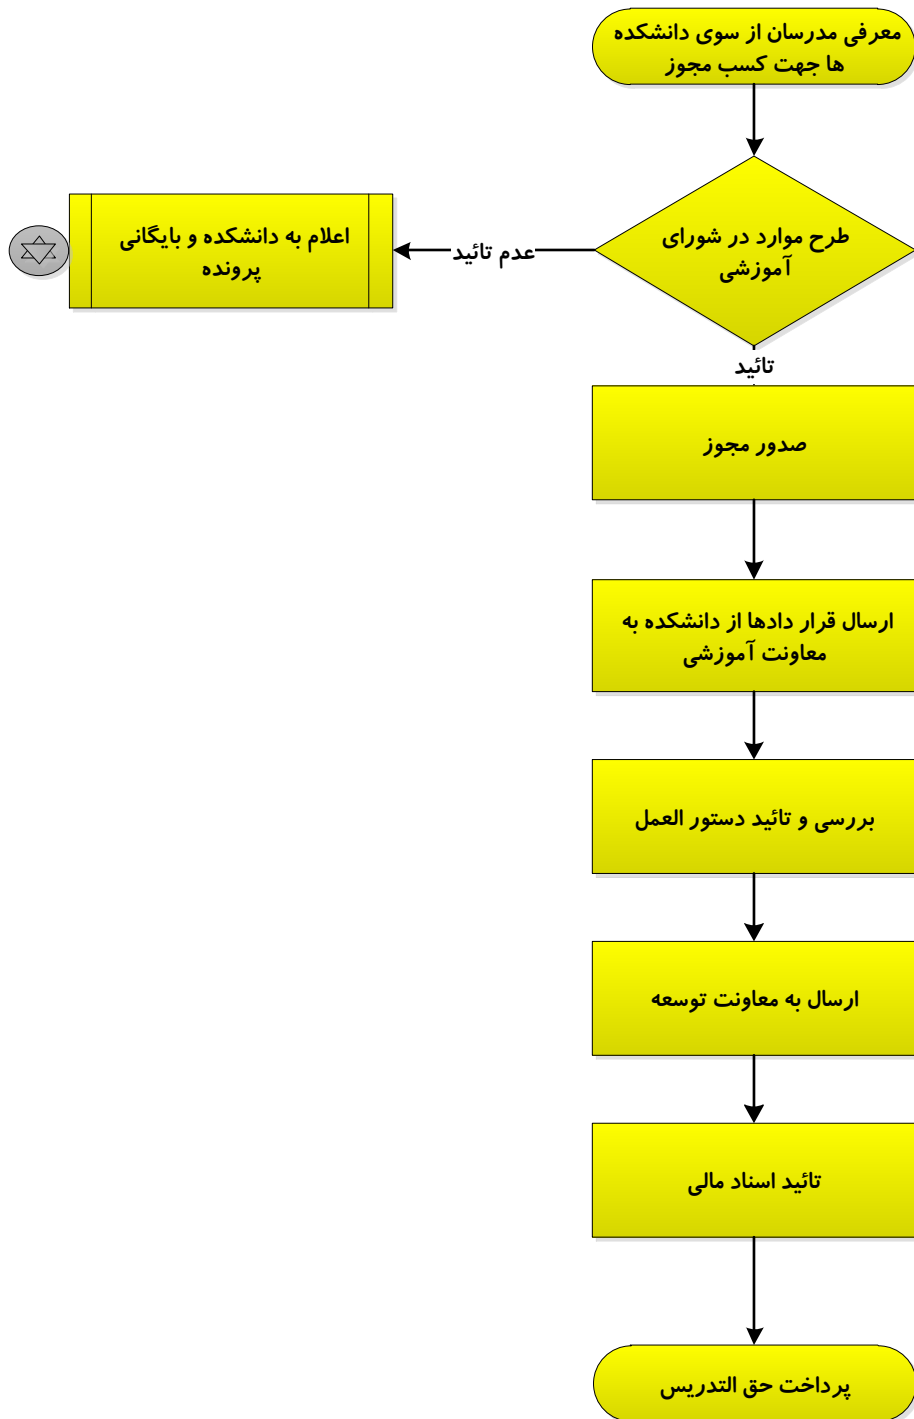 معرفی مدرسان از سوی دانشکده
ها جهت کسب مجوز
طرح موارد در شورای
آموزشی
عدم تائید
اعلام به دانشکده و بایگانی
پرونده
تائید
صدور مجوز
ارسال قرار دادها از دانشکده به
معاونت آموزشی
بررسی و تائید دستور العمل
ارسال به معاونت توسعه
تائید اسناد مالی
پرداخت حق التدریس